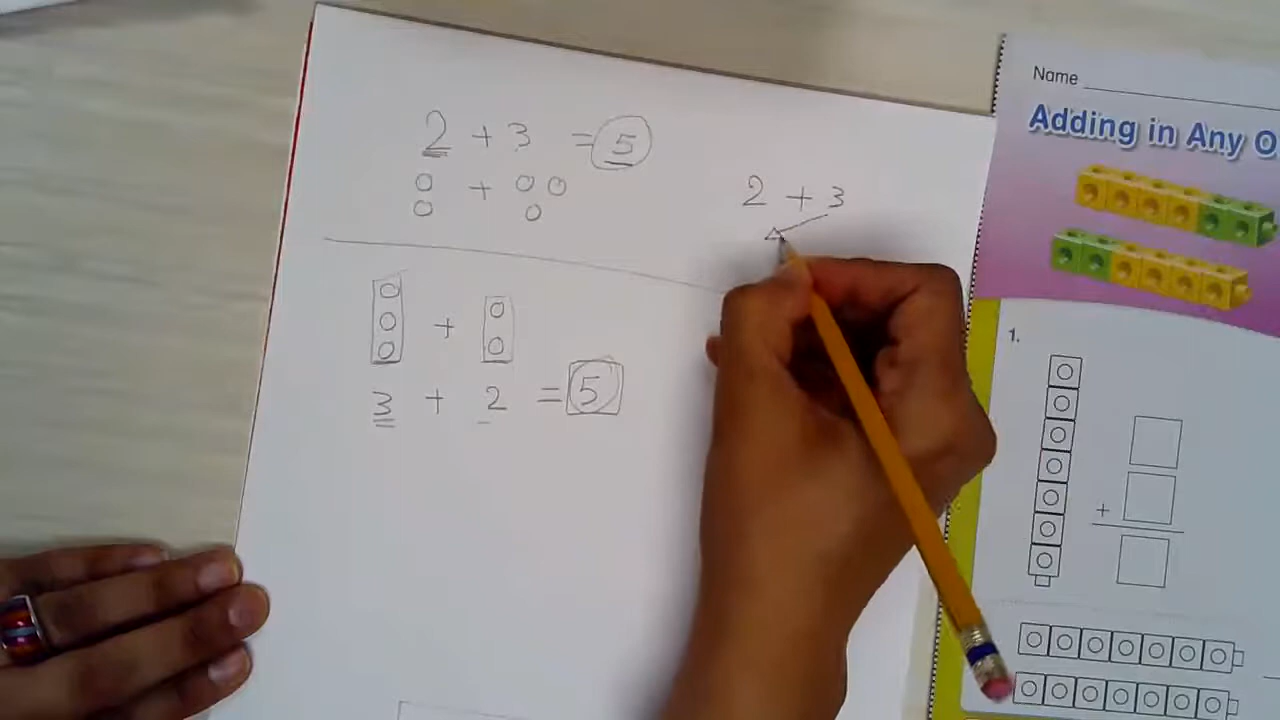 2 + 3 = 5
+
+
3 + 2 = 5
2 + 3
Name
Adding in Any O
1.
+